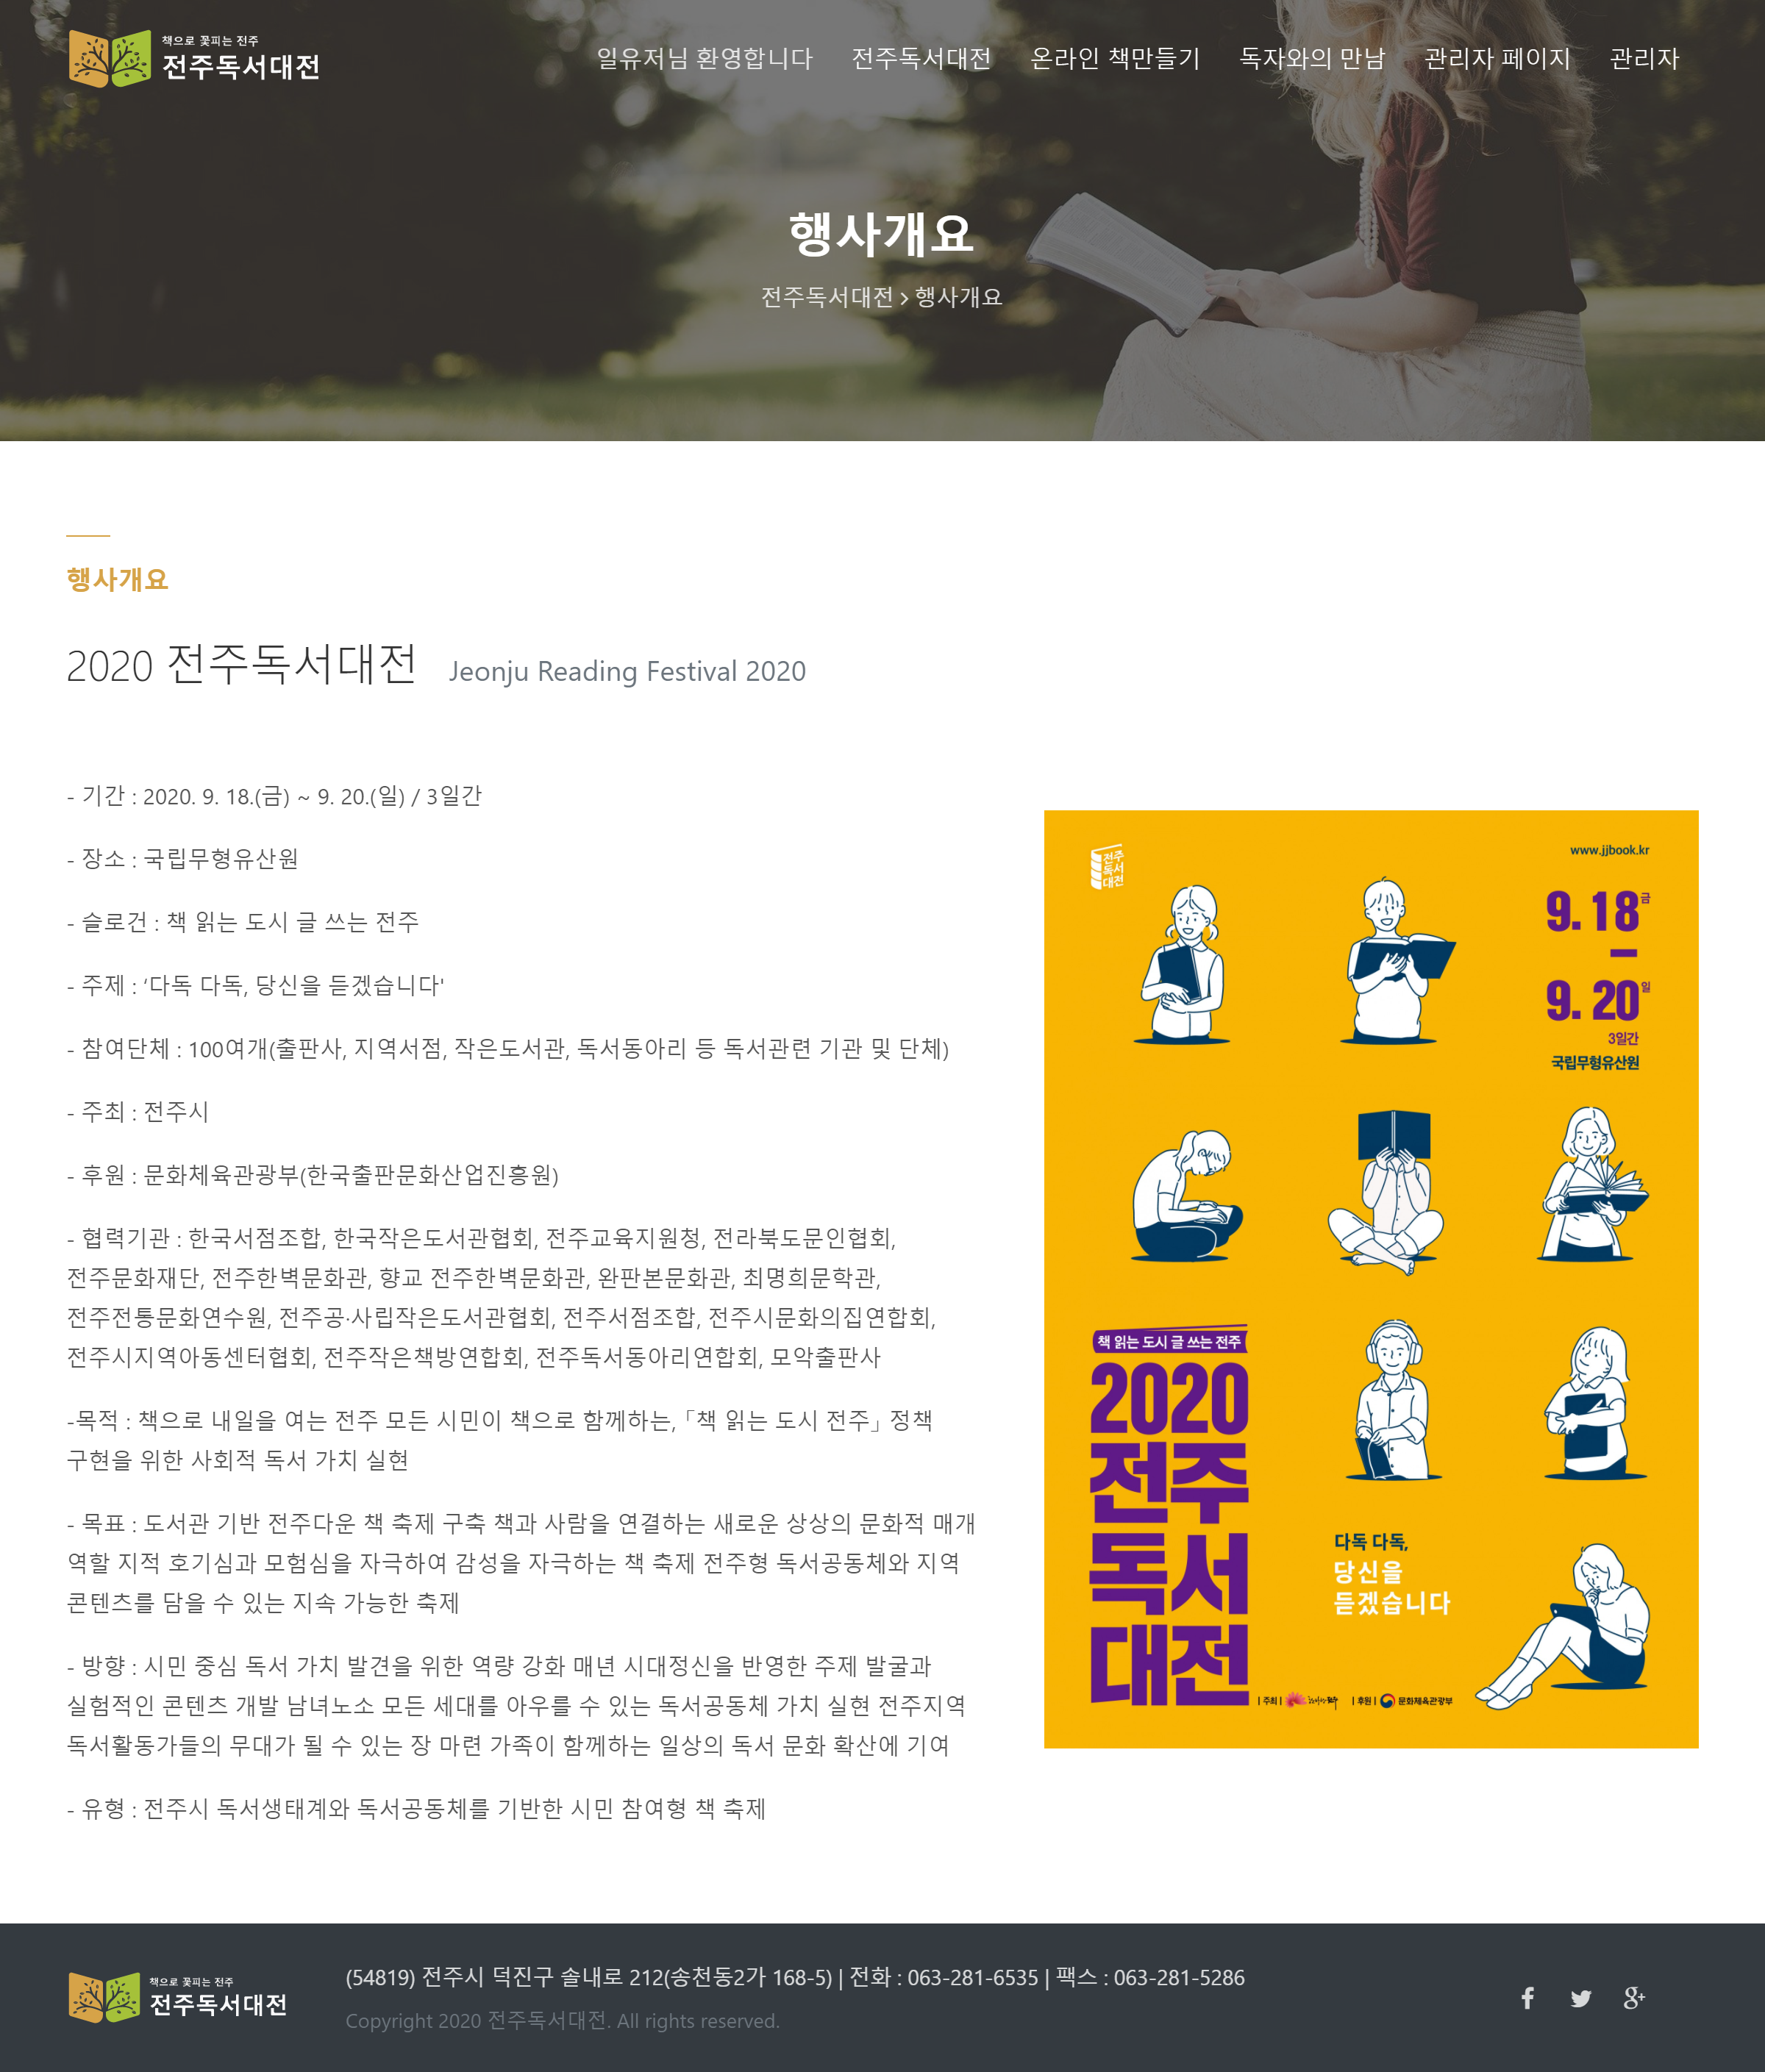 책으로 꽃피는 전주
전주독서대전
일유저님 환영합니다 전주독서대전 온라인 책만들기 독자와의 만남 관리자 페이지 관리자
행사개요
전주독서대전 > 행사개요
행사개요
2020 전주독서대전 Jeonju Reading Festival 2020
- 기간 : 2020. 9. 18.(금) ~ 9. 20.(일) / 3일간
- 장소 : 국립무형유산원
- 슬로건 : 책 읽는 도시 글 쓰는 전주
- 주제 : ‘다독 다독, 당신을 듣겠습니다'
- 참여단체 : 100여개(출판사, 지역서점, 작은도서관, 독서동아리 등 독서관련 기관 및 단체)
- 주최 : 전주시
- 후원 : 문화체육관광부(한국출판문화산업진흥원)
- 협력기관 : 한국서점조합, 한국작은도서관협회, 전주교육지원청, 전라북도문인협회,
전주문화재단, 전주한벽문화관, 향교 전주한벽문화관, 완판본문화관, 최명희문학관,
전주전통문화연수원, 전주공·사립작은도서관협회, 전주서점조합, 전주시문화의집연합회,
전주시지역아동센터협회, 전주작은책방연합회, 전주독서동아리연합회, 모악출판사
-목적 : 책으로 내일을 여는 전주 모든 시민이 책으로 함께하는,「책 읽는 도시 전주」정책
구현을 위한 사회적 독서 가치 실현
- 목표 : 도서관 기반 전주다운 책 축제 구축 책과 사람을 연결하는 새로운 상상의 문화적 매개
역할 지적 호기심과 모험심을 자극하여 감성을 자극하는 책 축제 전주형 독서공동체와 지역
콘텐츠를 담을 수 있는 지속 가능한 축제
- 방향 : 시민 중심 독서 가치 발견을 위한 역량 강화 매년 시대정신을 반영한 주제 발굴과
실험적인 콘텐츠 개발 남녀노소 모든 세대를 아우를 수 있는 독서공동체 가치 실현 전주지역
독서활동가들의 무대가 될 수 있는 장 마련 가족이 함께하는 일상의 독서 문화 확산에 기여
- 유형 : 전주시 독서생태계와 독서공동체를 기반한 시민 참여형 책 축제
전주
독서
대전
www.jjbook.kr
9. 18 금
9. 20 일
3일간
국립무형유산원
책 읽는 도시 글 쓰는 전주
2020
전주
독서
대전
다독 다독,
당신을
듣겠습니다
| 주최 | | 후원 | 문화체육관광부
책으로 꽃피는 전주
전주독서대전
(54819) 전주시 덕진구 솔내로 212(송천동2가 168-5) | 전화 : 063-281-6535 | 팩스 : 063-281-5286
Copyright 2020 전주독서대전. All rights reserved.